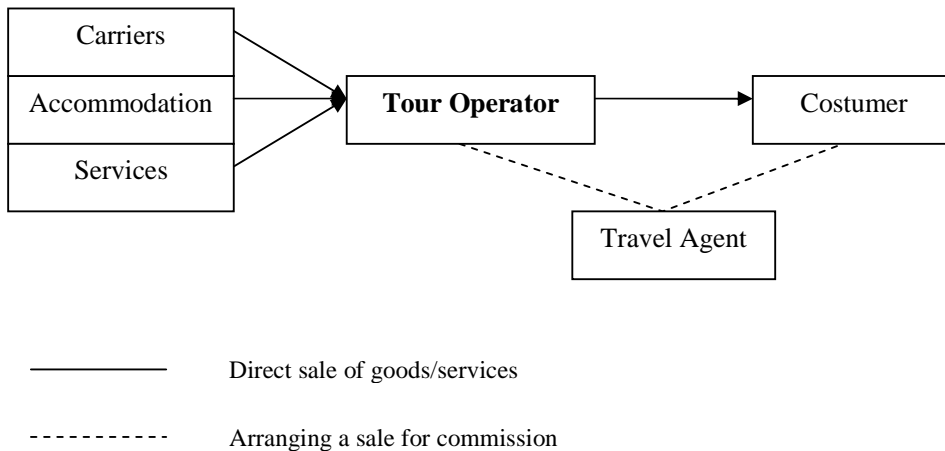 Carriers
Accommodation
Services
Tour Operator
Costumer
Travel Agent
Direct sale of goods/services
Arranging a sale for commission